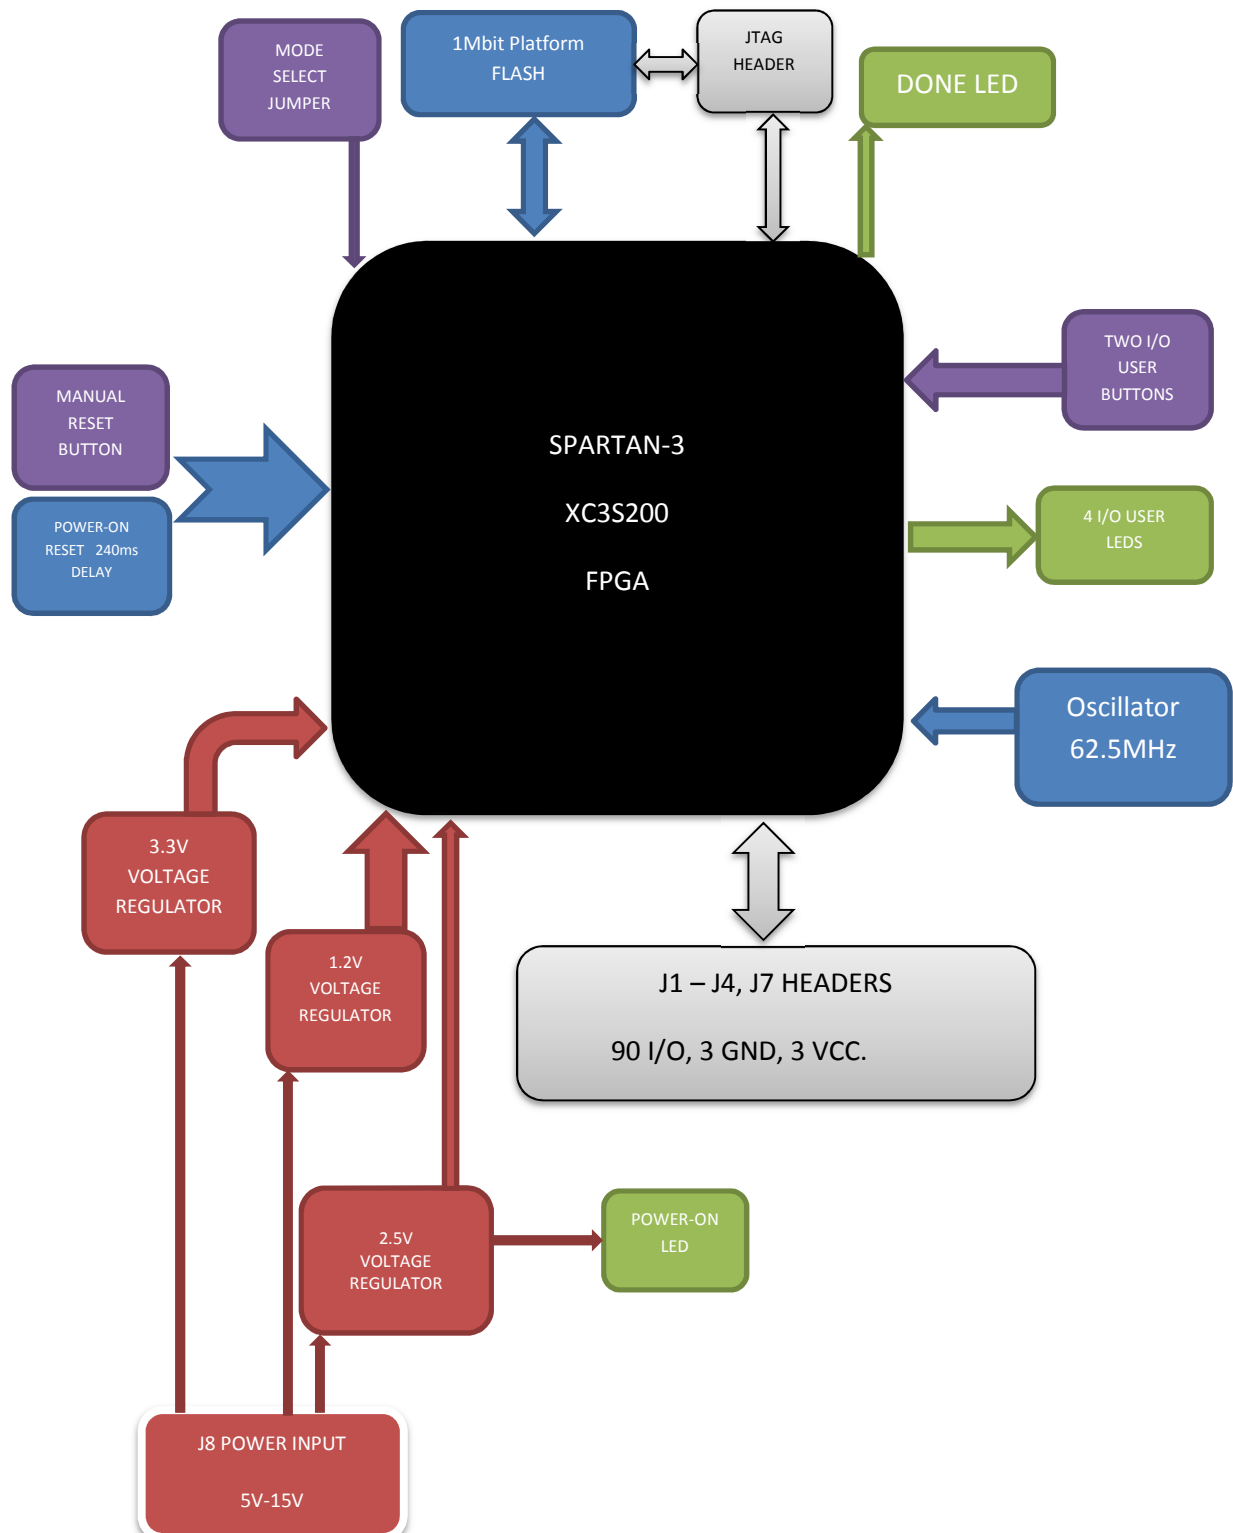 MODE
SELECT
JUMPER
1Mbit Platform
FLASH
JTAG
HEADER
DONE LED
TWO I/O
USER
BUTTONS
MANUAL
RESET
BUTTON
POWER-ON
RESET 240ms
DELAY
SPARTAN-3
XC3S200
FPGA
4 I/O USER
LEDS
Oscillator
62.5MHz
3.3V
VOLTAGE
REGULATOR
1.2V
VOLTAGE
REGULATOR
J1 – J4, J7 HEADERS
90 I/O, 3 GND, 3 VCC.
2.5V
VOLTAGE
REGULATOR
POWER-ON
LED
J8 POWER INPUT
5V-15V